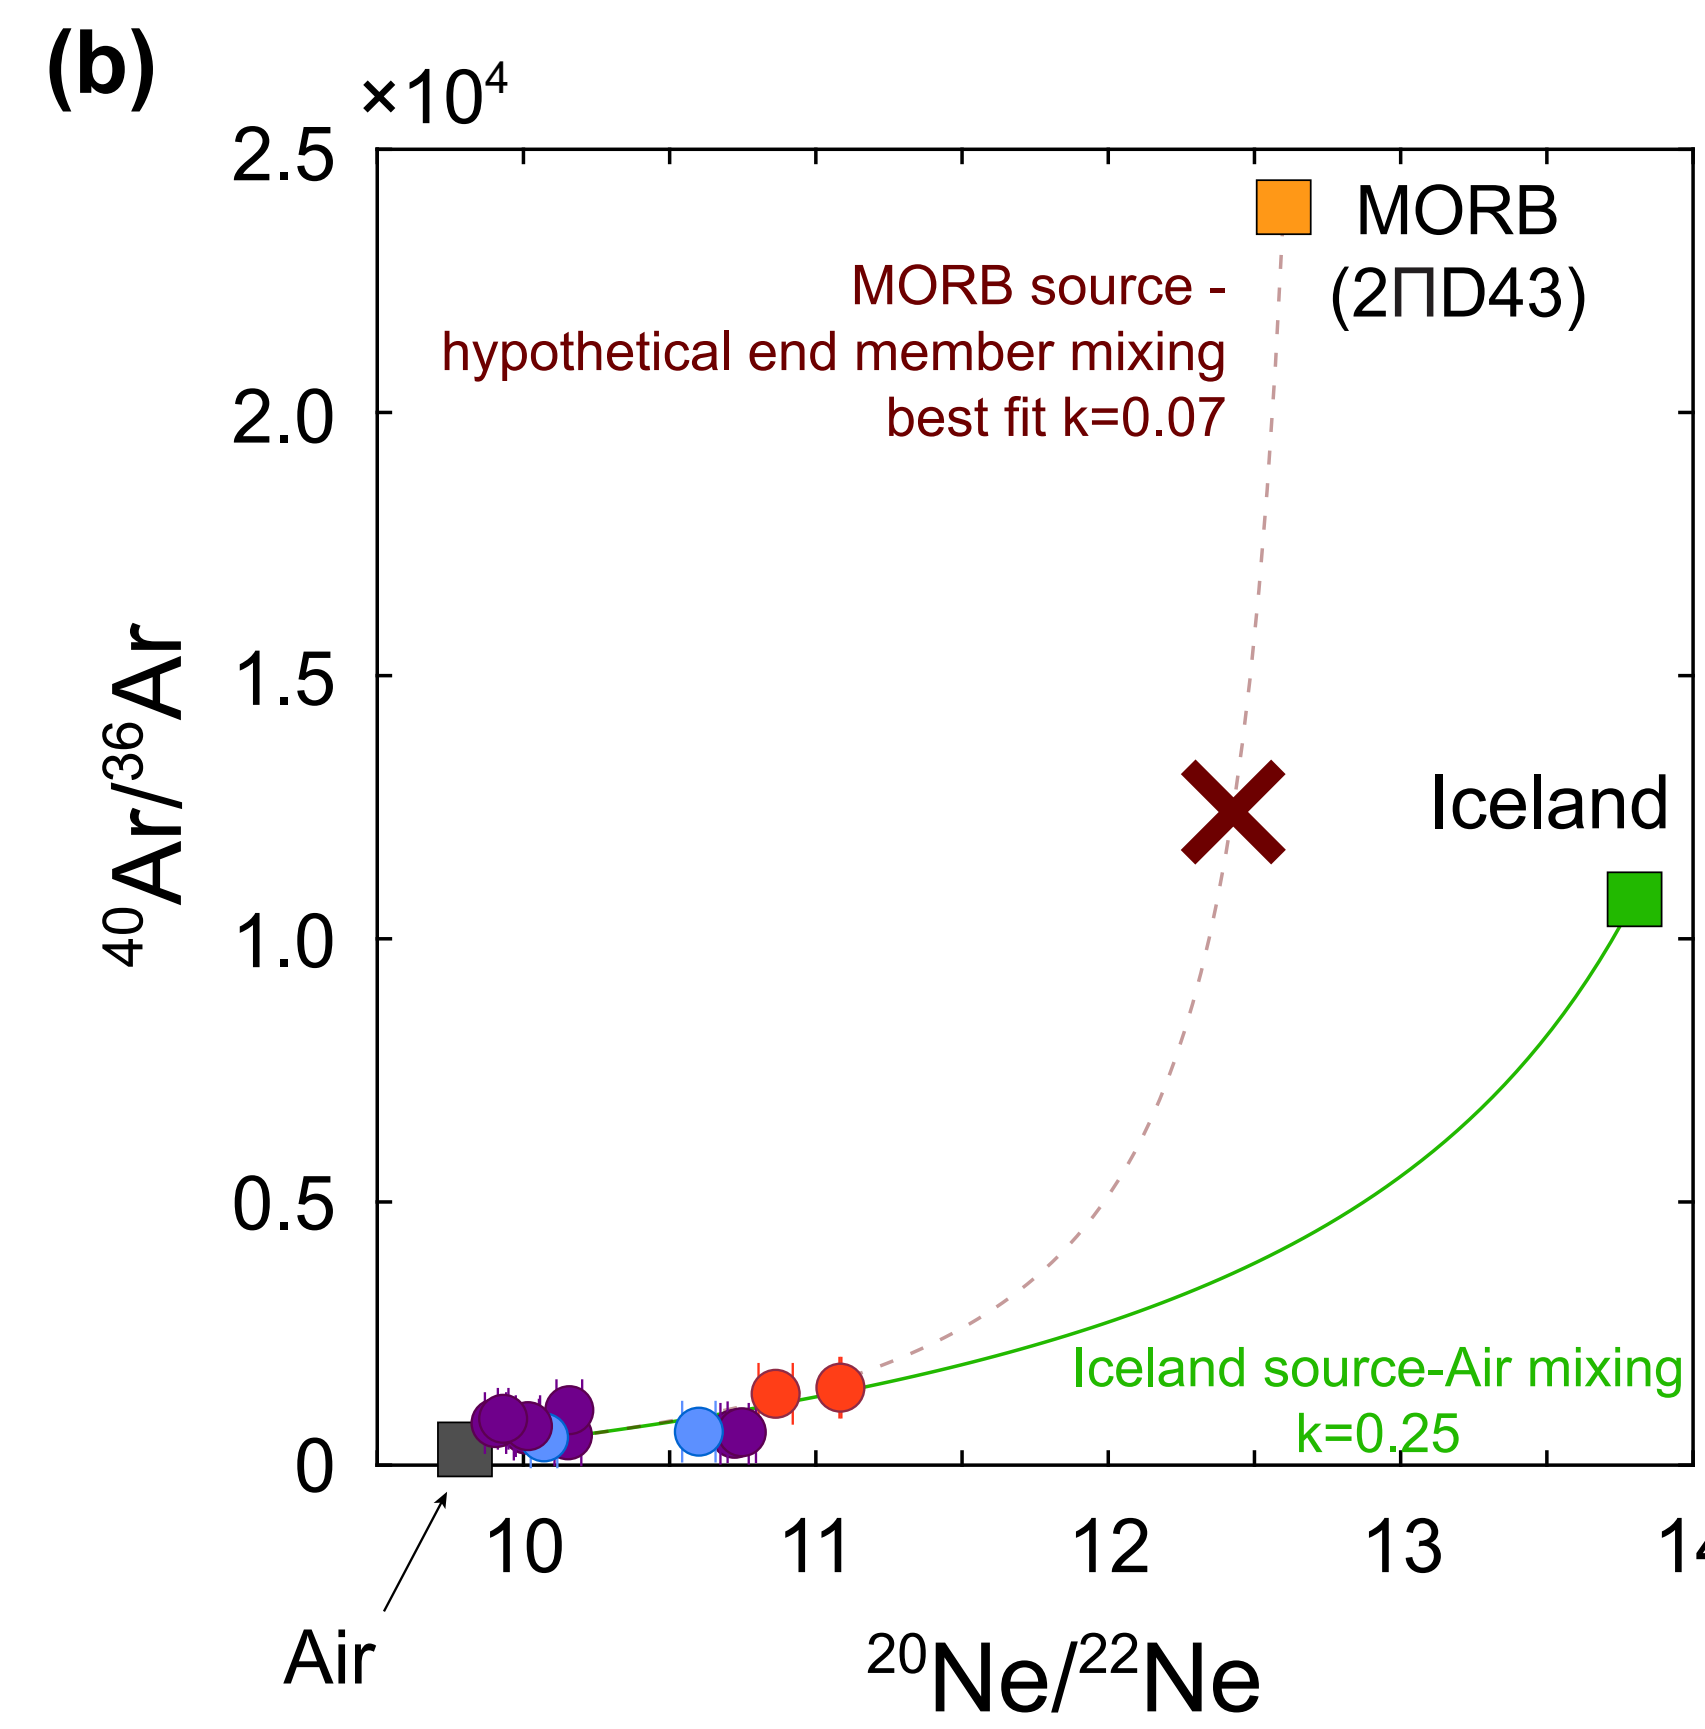 (b)
×10⁴
2.5
2.0
1.5
1.0
0.5
0
⁴⁰Ar/³⁶Ar
MORB
(2ΠD43)
MORB source -
hypothetical end member mixing
best fit k=0.07
Iceland
Iceland source-Air mixing
k=0.25
10 11 12 13 14
Air
²⁰Ne/²²Ne